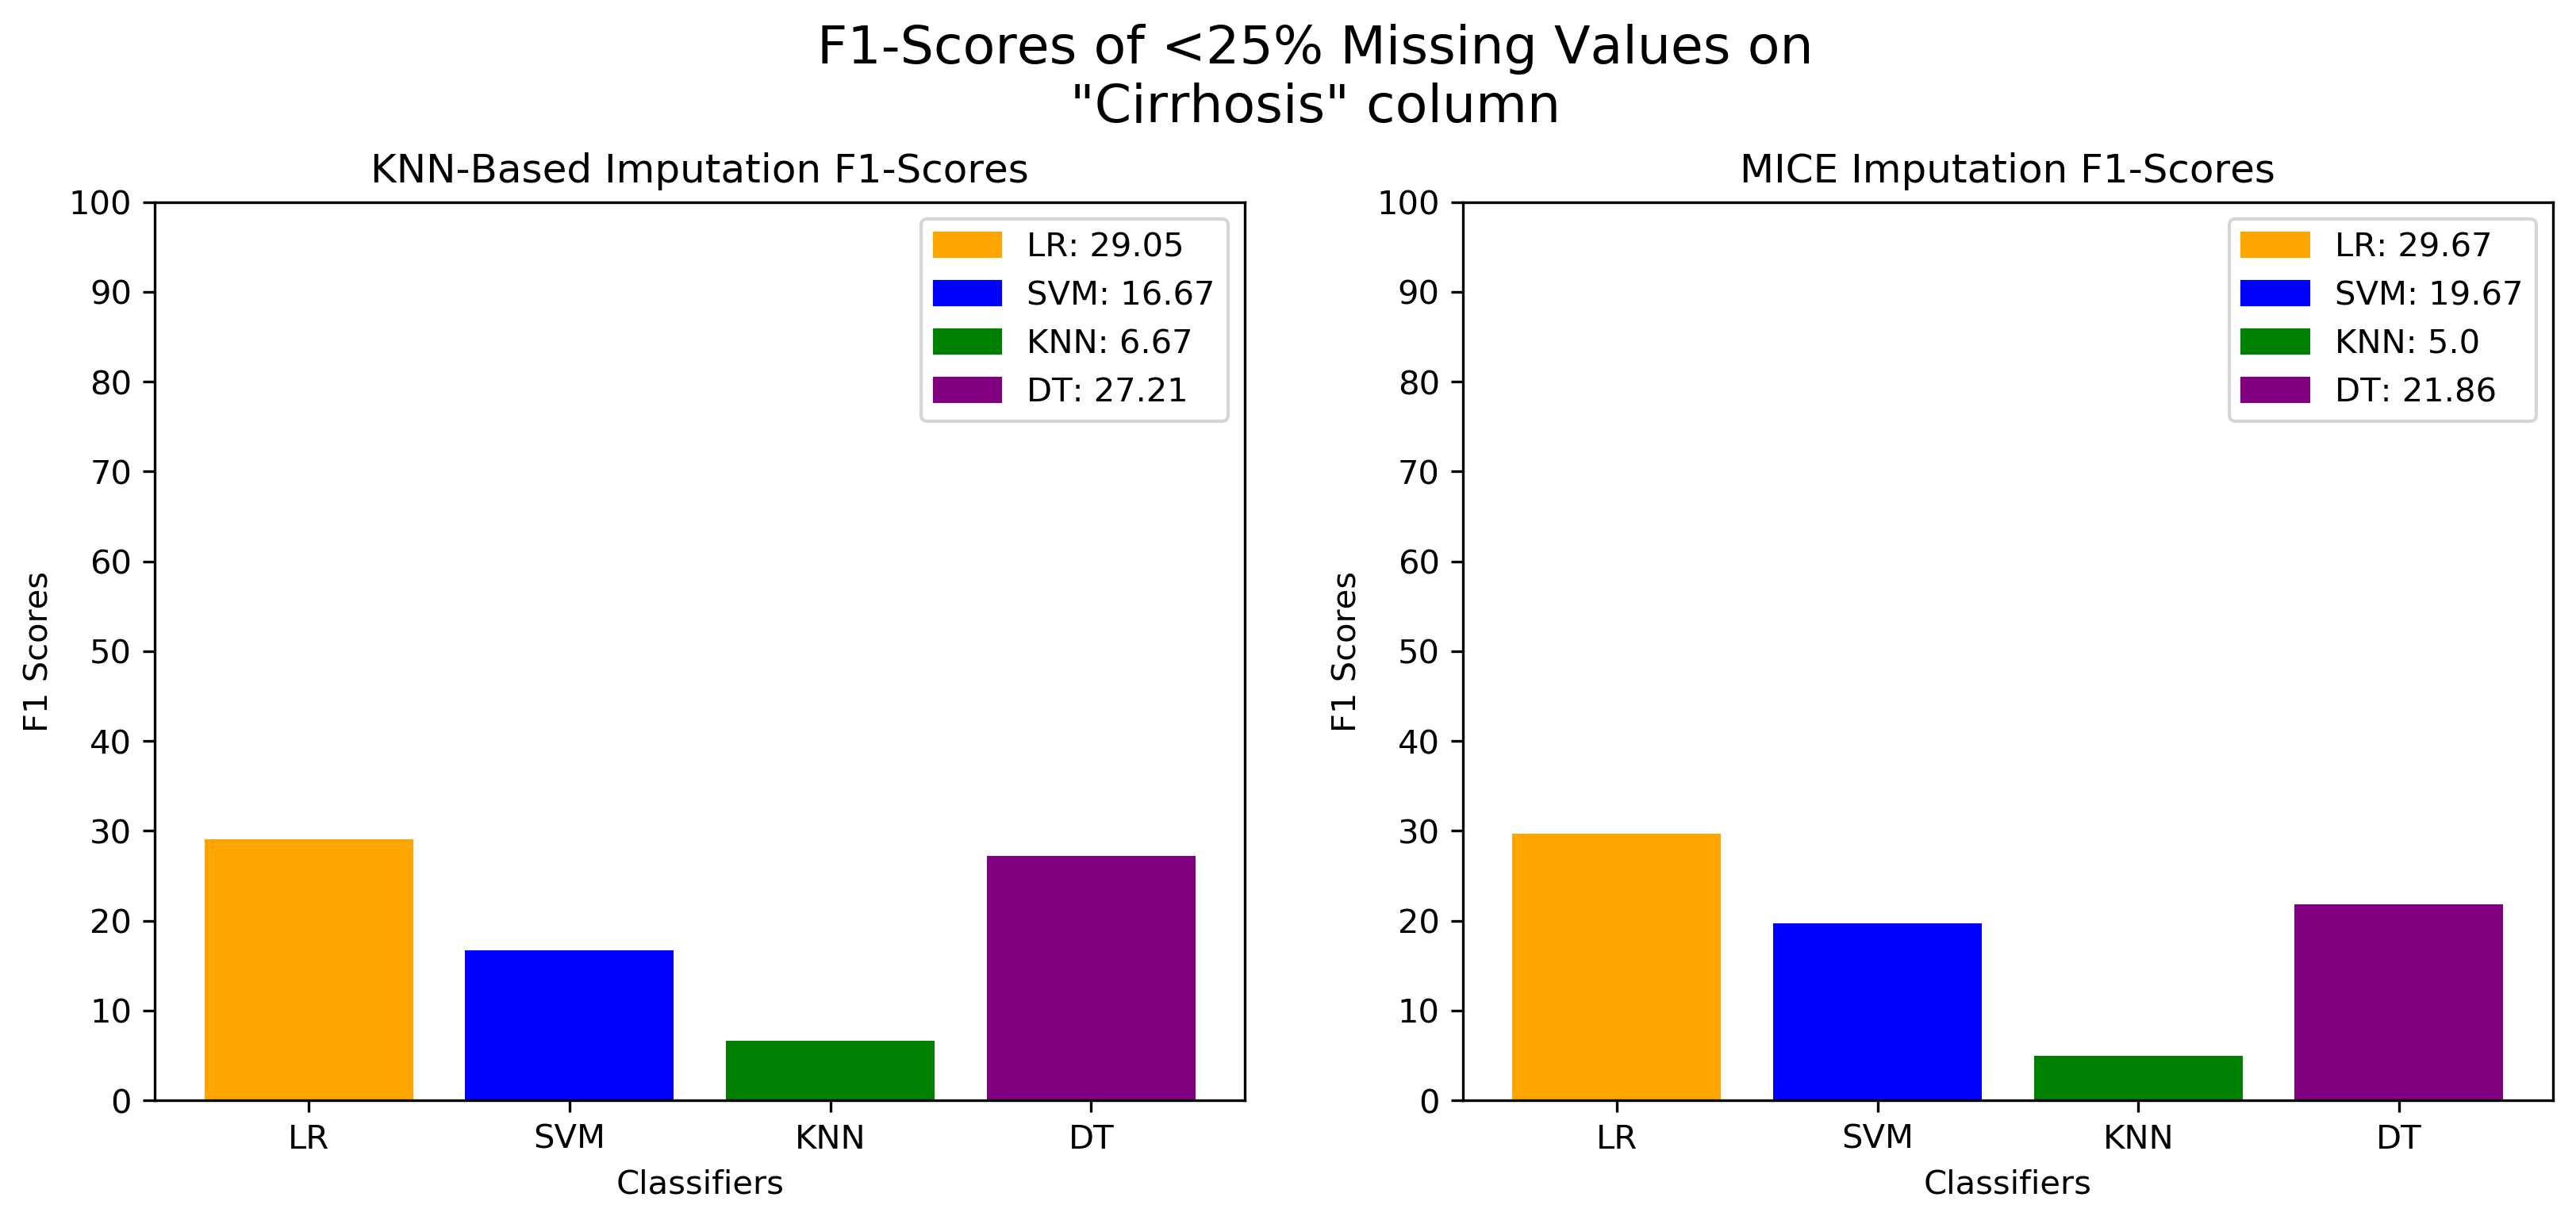 F1-Scores of <25% Missing Values on
"Cirrhosis" column
KNN-Based Imputation F1-Scores
100
90
80
70
60
50
40
30
20
10
0
F1 Scores
LR: 29.05
SVM: 16.67
KNN: 6.67
DT: 27.21
LR SVM KNN DT
Classifiers
MICE Imputation F1-Scores
100
90
80
70
60
50
40
30
20
10
0
F1 Scores
LR: 29.67
SVM: 19.67
KNN: 5.0
DT: 21.86
LR SVM KNN DT
Classifiers